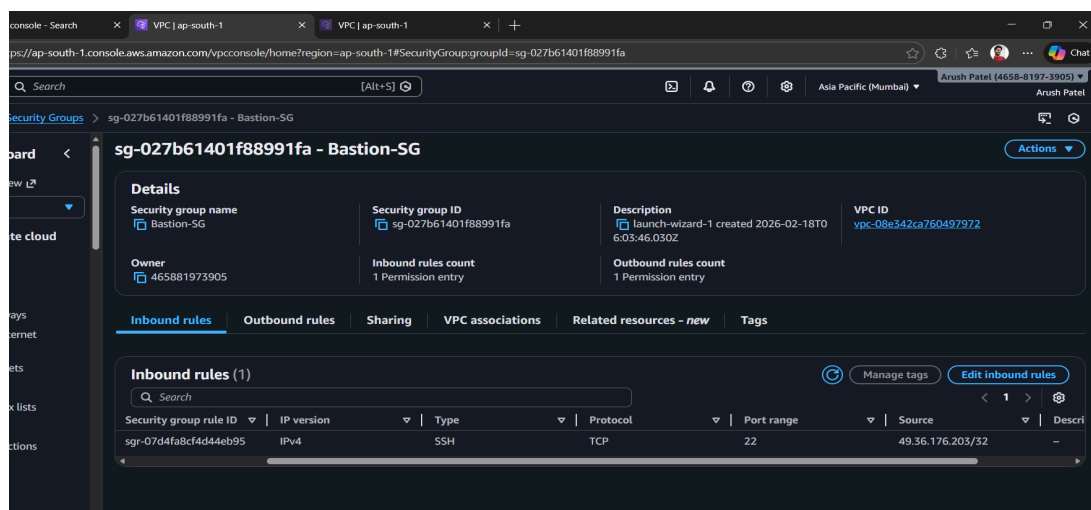 console - Search
VPC | ap-south-1
VPC | ap-south-1
ps://ap-south-1.console.aws.amazon.com/vpcconsole/home?region=ap-south-1#SecurityGroup:groupId=sg-027b61401f88991fa
Chat
Search
[Alt+S]
Asia Pacific (Mumbai)
Arush Patel (4658-8197-3905)
Arush Patel
Security Groups > sg-027b61401f88991fa - Bastion-SG
oard
ew
te cloud
ways
ternet
ets
x lists
ctions
sg-027b61401f88991fa - Bastion-SG
Actions
Details
Security group name
Bastion-SG
Security group ID
sg-027b61401f88991fa
Description
launch-wizard-1 created 2026-02-18T0
6:03:46.030Z
VPC ID
vpc-08e342ca760497972
Owner
465881973905
Inbound rules count
1 Permission entry
Outbound rules count
1 Permission entry
Inbound rules Outbound rules Sharing VPC associations Related resources - new Tags
Inbound rules (1)
Manage tags
Edit inbound rules
Search
1
Security group rule ID IP version Type Protocol Port range Source Descri
sgr-07d4fa8cf4d44eb95 IPv4 SSH TCP 22 49.36.176.203/32 –